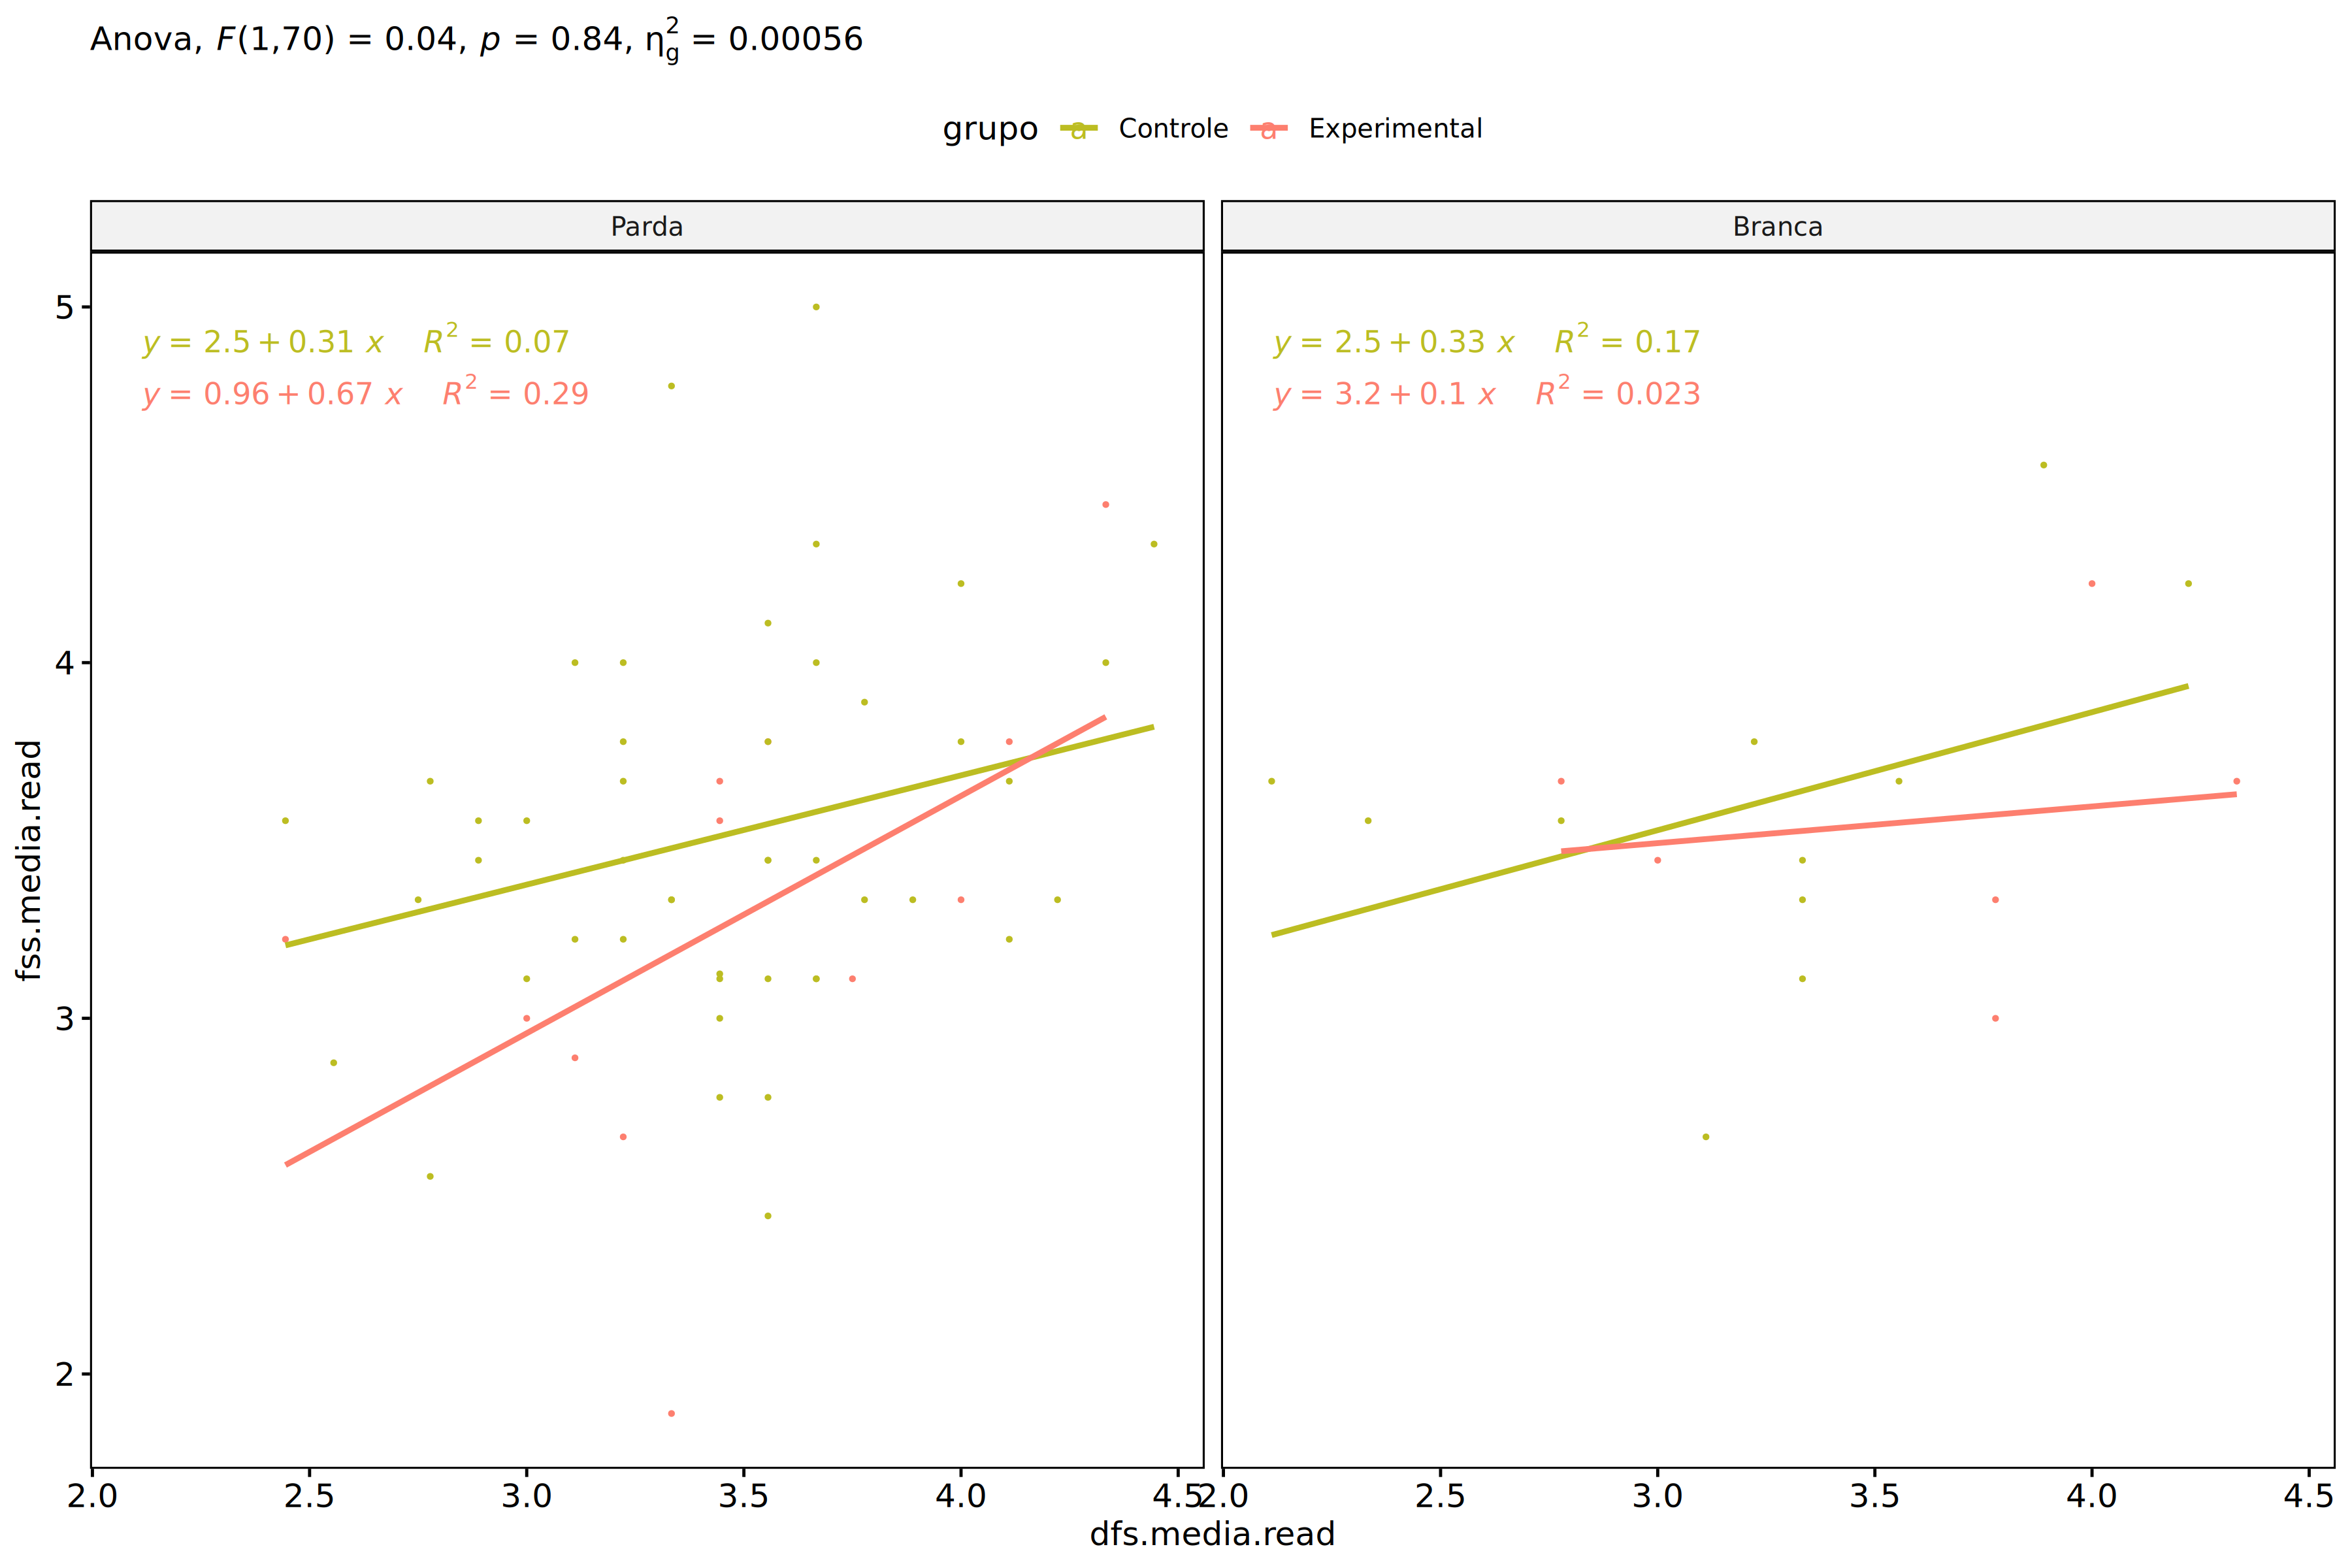 Anova, F(1,70) = 0.04, p = 0.84, η²g = 0.00056
grupo a Controle a Experimental
Parda
Branca
y = 2.5 + 0.31 x R² = 0.07
y = 0.96 + 0.67 x R² = 0.29
y = 2.5 + 0.33 x R² = 0.17
y = 3.2 + 0.1 x R² = 0.023
5
4
3
2
fss.media.read
2.0 2.5 3.0 3.5 4.0 4.5
2.0 2.5 3.0 3.5 4.0 4.5
dfs.media.read